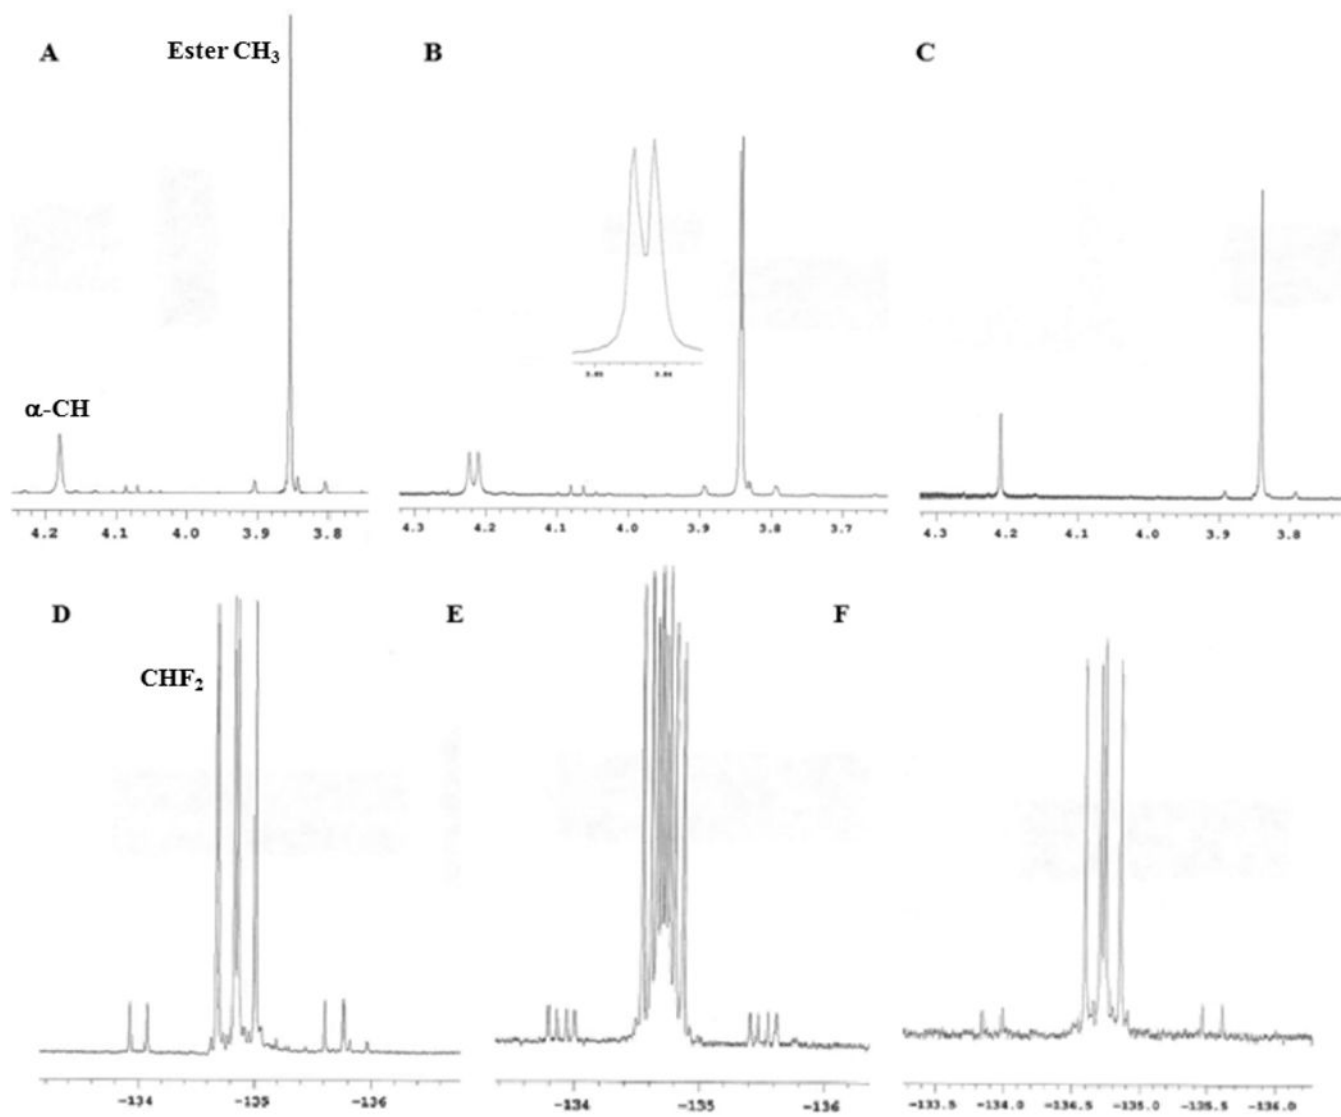 A
Ester CH₃
B
C
α-CH
4.2 4.1 4.0 3.9 3.8
4.3 4.2 4.1 4.0 3.9 3.8 3.7
4.3 4.2 4.1 4.0 3.9 3.8
D
E
F
CHF₂
-134 -135 -136
-134 -135 -136
-133.5 -134.0 -134.5 -135.0 -135.5 -136.0